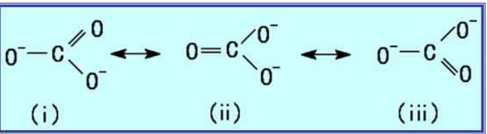 O⁻—C O O⁻ ↔ O=C O⁻ O⁻ ↔ O⁻—C O⁻ O
(i) (ii) (iii)